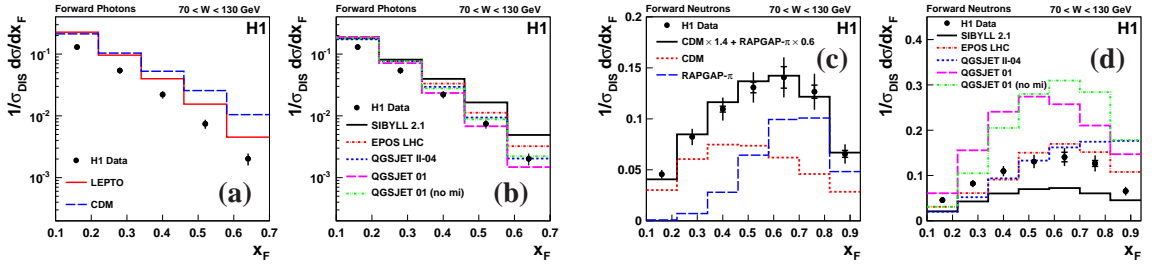 Forward Photons 70 < W < 130 GeV
H1
1/σ_DIS dσ/dx_F
10^-1
10^-2
10^-3
H1 Data
LEPTO
CDM
(a)
0.1 0.2 0.3 0.4 0.5 0.6 0.7
x_F
Forward Photons 70 < W < 130 GeV
H1
10^-1
10^-2
10^-3
H1 Data
SIBYLL 2.1
EPOS LHC
QGSJET II-04
QGSJET 01
QGSJET 01 (no mi)
(b)
0.1 0.2 0.3 0.4 0.5 0.6 0.7
x_F
Forward Neutrons 70 < W < 130 GeV
H1
1/σ_DIS dσ/dx_F
0.2
0.15
0.1
0.05
0
H1 Data
CDM × 1.4 + RAPGAP-π × 0.6
CDM
RAPGAP-π
(c)
0.1 0.2 0.3 0.4 0.5 0.6 0.7 0.8 0.9
x_F
Forward Neutrons 70 < W < 130 GeV
H1
1/σ_DIS dσ/dx_F
0.4
0.3
0.2
0.1
0
H1 Data
SIBYLL 2.1
EPOS LHC
QGSJET II-04
QGSJET 01
QGSJET 01 (no mi)
(d)
0.1 0.2 0.3 0.4 0.5 0.6 0.7 0.8 0.9
x_F